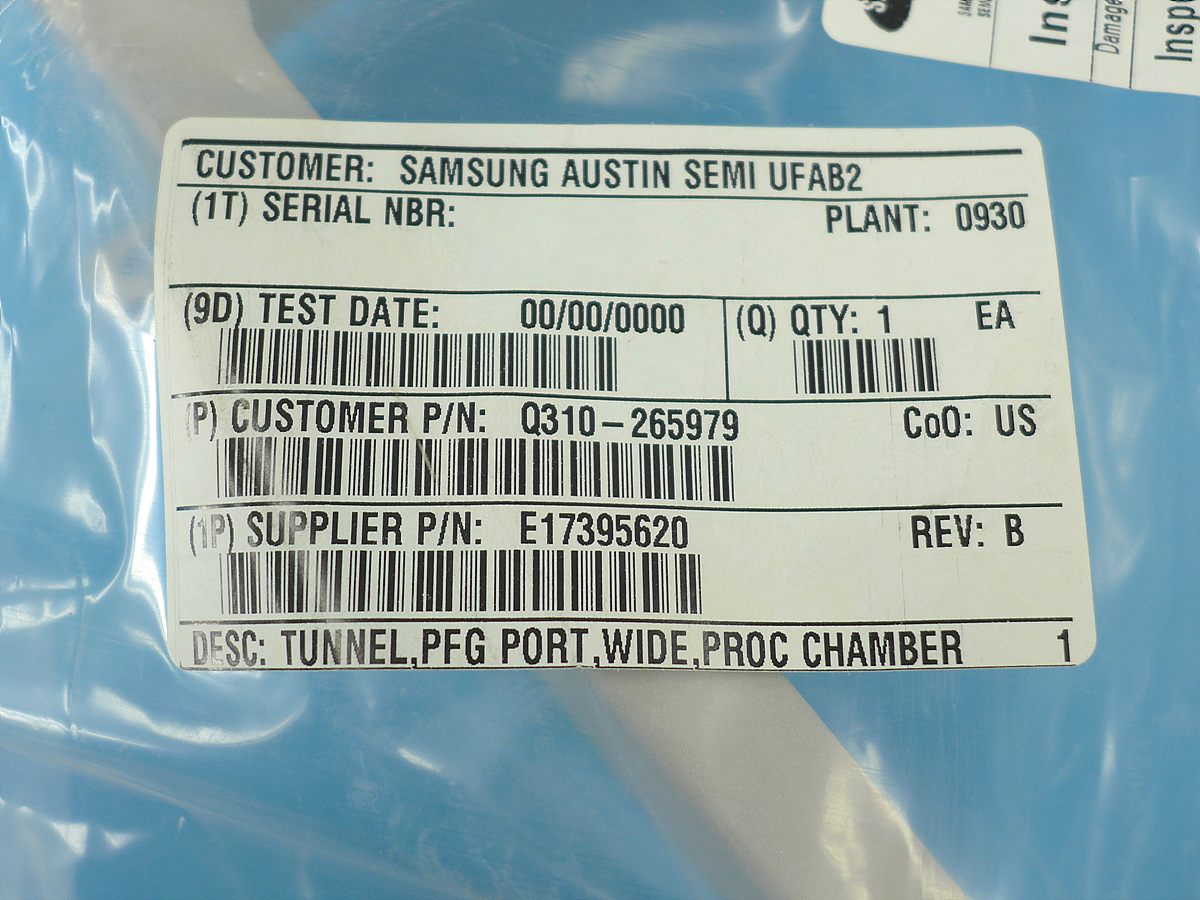 Ins
Damage
Inspe
CUSTOMER: SAMSUNG AUSTIN SEMI UFAB2
(1T) SERIAL NBR: PLANT: 0930
(9D) TEST DATE: 00/00/0000 (Q) QTY: 1 EA
(P) CUSTOMER P/N: Q310-265979 CoO: US
(1P) SUPPLIER P/N: E17395620 REV: B
DESC: TUNNEL,PFG PORT,WIDE,PROC CHAMBER 1